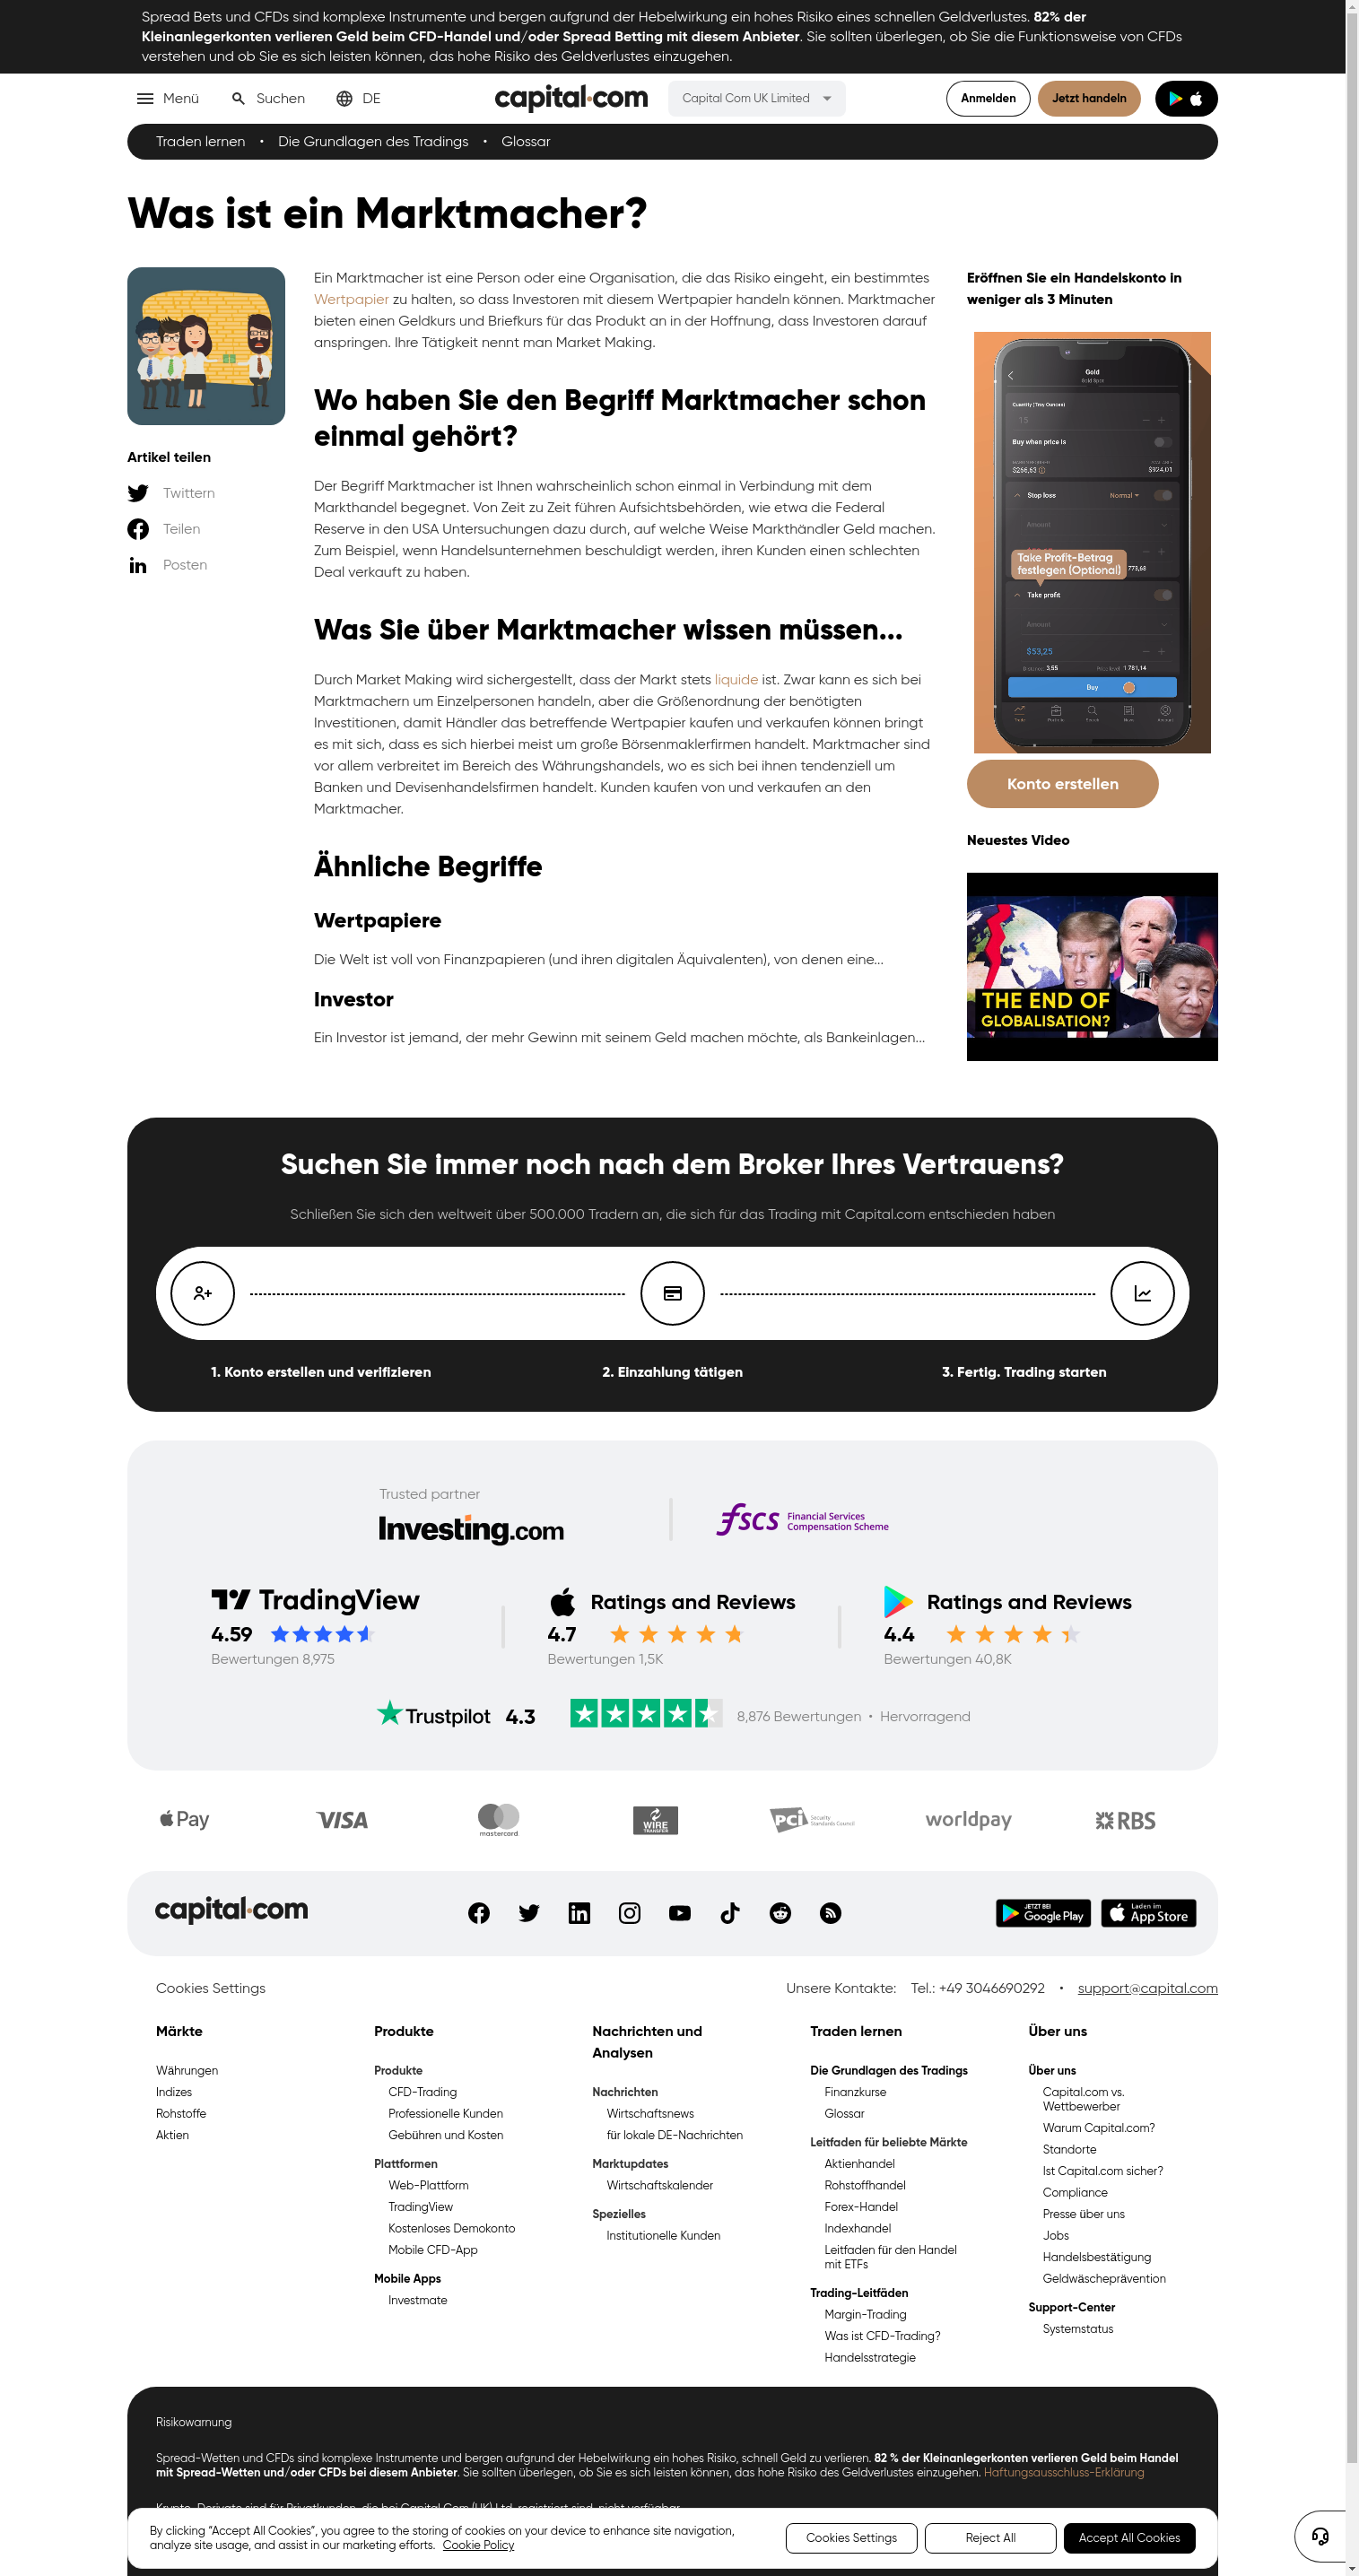 Spread Bets und CFDs sind komplexe Instrumente und bergen aufgrund der Hebelwirkung ein hohes Risiko eines schnellen Geldverlustes. 82% der
Kleinanlegerkonten verlieren Geld beim CFD-Handel und/oder Spread Betting mit diesem Anbieter. Sie sollten überlegen, ob Sie die Funktionsweise von CFDs
verstehen und ob Sie es sich leisten können, das hohe Risiko des Geldverlustes einzugehen.
Menü
Suchen
DE
capital.com
Capital Com UK Limited
Anmelden
Jetzt handeln
Traden lernen • Die Grundlagen des Tradings • Glossar
Was ist ein Marktmacher?
Artikel teilen
Twittern
Teilen
Posten
Ein Marktmacher ist eine Person oder eine Organisation, die das Risiko eingeht, ein bestimmtes
Wertpapier zu halten, so dass Investoren mit diesem Wertpapier handeln können. Marktmacher
bieten einen Geldkurs und Briefkurs für das Produkt an in der Hoffnung, dass Investoren darauf
anspringen. Ihre Tätigkeit nennt man Market Making.
Wo haben Sie den Begriff Marktmacher schon
einmal gehört?
Der Begriff Marktmacher ist Ihnen wahrscheinlich schon einmal in Verbindung mit dem
Markthandel begegnet. Von Zeit zu Zeit führen Aufsichtsbehörden, wie etwa die Federal
Reserve in den USA Untersuchungen dazu durch, auf welche Weise Markthändler Geld machen.
Zum Beispiel, wenn Handelsunternehmen beschuldigt werden, ihren Kunden einen schlechten
Deal verkauft zu haben.
Was Sie über Marktmacher wissen müssen...
Durch Market Making wird sichergestellt, dass der Markt stets liquide ist. Zwar kann es sich bei
Marktmachern um Einzelpersonen handeln, aber die Größenordnung der benötigten
Investitionen, damit Händler das betreffende Wertpapier kaufen und verkaufen können bringt
es mit sich, dass es sich hierbei meist um große Börsenmaklerfirmen handelt. Marktmacher sind
vor allem verbreitet im Bereich des Währungshandels, wo es sich bei ihnen tendenziell um
Banken und Devisenhandelsfirmen handelt. Kunden kaufen von und verkaufen an den
Marktmacher.
Ähnliche Begriffe
Wertpapiere
Die Welt ist voll von Finanzpapieren (und ihren digitalen Äquivalenten), von denen eine...
Investor
Ein Investor ist jemand, der mehr Gewinn mit seinem Geld machen möchte, als Bankeinlagen...
Eröffnen Sie ein Handelskonto in
weniger als 3 Minuten
Gold
Gold Spot
Quantity (Troy Ounces)
15
Buy when price is
$266,63
$924,01
Stop loss
Normal
Amount
Take Profit-Betrag
festlegen (Optional)
773,68
Take profit
Amount
$53,25
3,55
1 781,14
Buy
Konto erstellen
Neuestes Video
THE END OF
GLOBALISATION?
Suchen Sie immer noch nach dem Broker Ihres Vertrauens?
Schließen Sie sich den weltweit über 500.000 Tradern an, die sich für das Trading mit Capital.com entschieden haben
1. Konto erstellen und verifizieren
2. Einzahlung tätigen
3. Fertig. Trading starten
Trusted partner
Investing.com
fscs Financial Services
Compensation Scheme
TradingView
4.59
Bewertungen 8,975
Ratings and Reviews
4.7
Bewertungen 1,5K
Ratings and Reviews
4.4
Bewertungen 40,8K
Trustpilot 4.3
8,876 Bewertungen • Hervorragend
Pay
VISA
mastercard
WIRE
TRANSFER
PCI Security
Standards Council
worldpay
RBS
capital.com
JETZT BEI
Google Play
Laden im
App Store
Cookies Settings
Unsere Kontakte: Tel.: +49 3046690292 • support@capital.com
Märkte
Währungen
Indizes
Rohstoffe
Aktien
Produkte
Produkte
CFD-Trading
Professionelle Kunden
Gebühren und Kosten
Plattformen
Web-Plattform
TradingView
Kostenloses Demokonto
Mobile CFD-App
Mobile Apps
Investmate
Nachrichten und
Analysen
Nachrichten
Wirtschaftsnews
für lokale DE-Nachrichten
Marktupdates
Wirtschaftskalender
Spezielles
Institutionelle Kunden
Traden lernen
Die Grundlagen des Tradings
Finanzkurse
Glossar
Leitfaden für beliebte Märkte
Aktienhandel
Rohstoffhandel
Forex-Handel
Indexhandel
Leitfaden für den Handel
mit ETFs
Trading-Leitfäden
Margin-Trading
Was ist CFD-Trading?
Handelsstrategie
Über uns
Über uns
Capital.com vs.
Wettbewerber
Warum Capital.com?
Standorte
Ist Capital.com sicher?
Compliance
Presse über uns
Jobs
Handelsbestätigung
Geldwäscheprävention
Support-Center
Systemstatus
Risikowarnung
Spread-Wetten und CFDs sind komplexe Instrumente und bergen aufgrund der Hebelwirkung ein hohes Risiko, schnell Geld zu verlieren. 82 % der Kleinanlegerkonten verlieren Geld beim Handel
mit Spread-Wetten und/oder CFDs bei diesem Anbieter. Sie sollten überlegen, ob Sie es sich leisten können, das hohe Risiko des Geldverlustes einzugehen. Haftungsausschluss-Erklärung
Krypto-Derivate sind für Privatkunden, die bei Capital Com (UK) Ltd. registriert sind, nicht verfügbar.
By clicking “Accept All Cookies”, you agree to the storing of cookies on your device to enhance site navigation,
analyze site usage, and assist in our marketing efforts. Cookie Policy
Cookies Settings
Reject All
Accept All Cookies